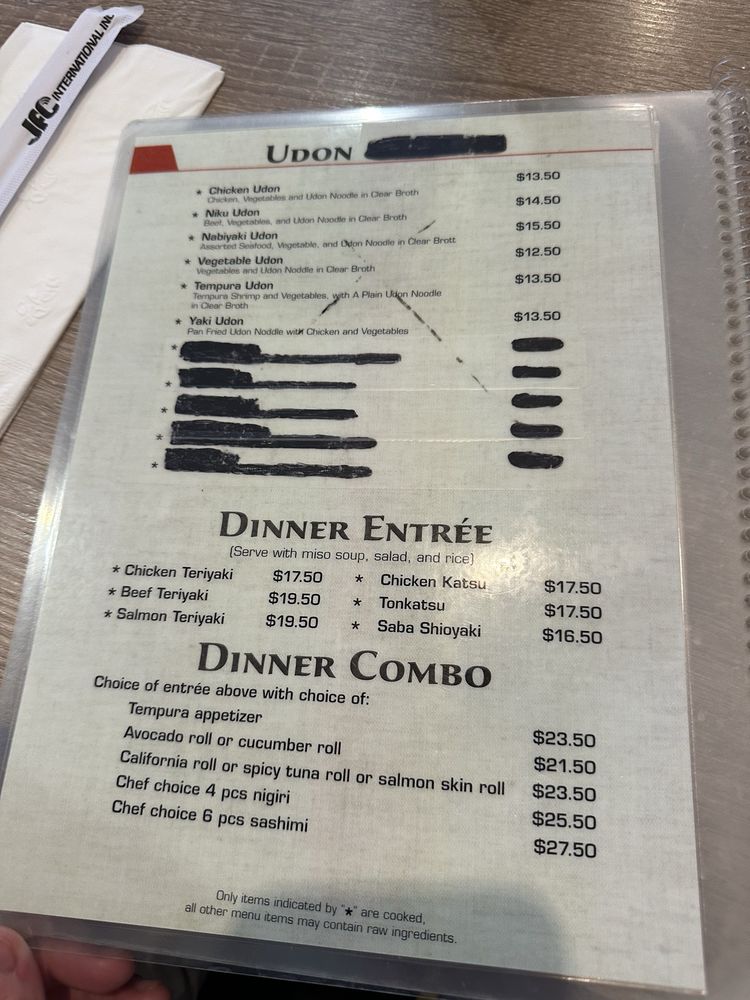 JFC INTERNATIONAL INC
UDON
* Chicken Udon $13.50
Chicken, Vegetables and Udon Noodle in Clear Broth
* Niku Udon $14.50
Beef, Vegetables, and Udon Noodle in Clear Broth
* Nabiyaki Udon $15.50
Assorted Seafood, Vegetable, and Udon Noodle in Clear Brott
* Vegetable Udon $12.50
Vegetables and Udon Noddle in Clear Broth
* Tempura Udon $13.50
Tempura Shrimp and Vegetables, with A Plain Udon Noodle
in Clear Broth
* Yaki Udon $13.50
Pan Fried Udon Noddle with Chicken and Vegetables
*
*
*
*
*
DINNER ENTRÉE
(Serve with miso soup, salad, and rice)
* Chicken Teriyaki $17.50 * Chicken Katsu $17.50
* Beef Teriyaki $19.50 * Tonkatsu $17.50
* Salmon Teriyaki $19.50 * Saba Shioyaki $16.50
DINNER COMBO
Choice of entrée above with choice of:
Tempura appetizer $23.50
Avocado roll or cucumber roll $21.50
California roll or spicy tuna roll or salmon skin roll $23.50
Chef choice 4 pcs nigiri $25.50
Chef choice 6 pcs sashimi $27.50
Only items indicated by "*" are cooked,
all other menu items may contain raw ingredients.